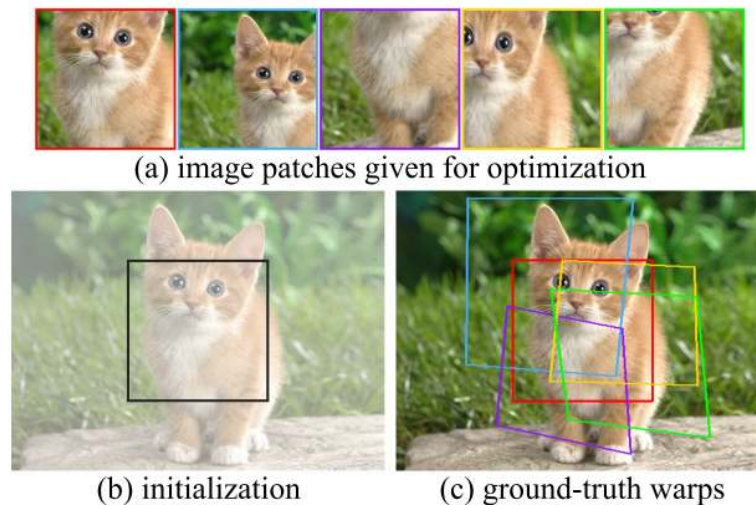 (a) image patches given for optimization
(b) initialization
(c) ground-truth warps